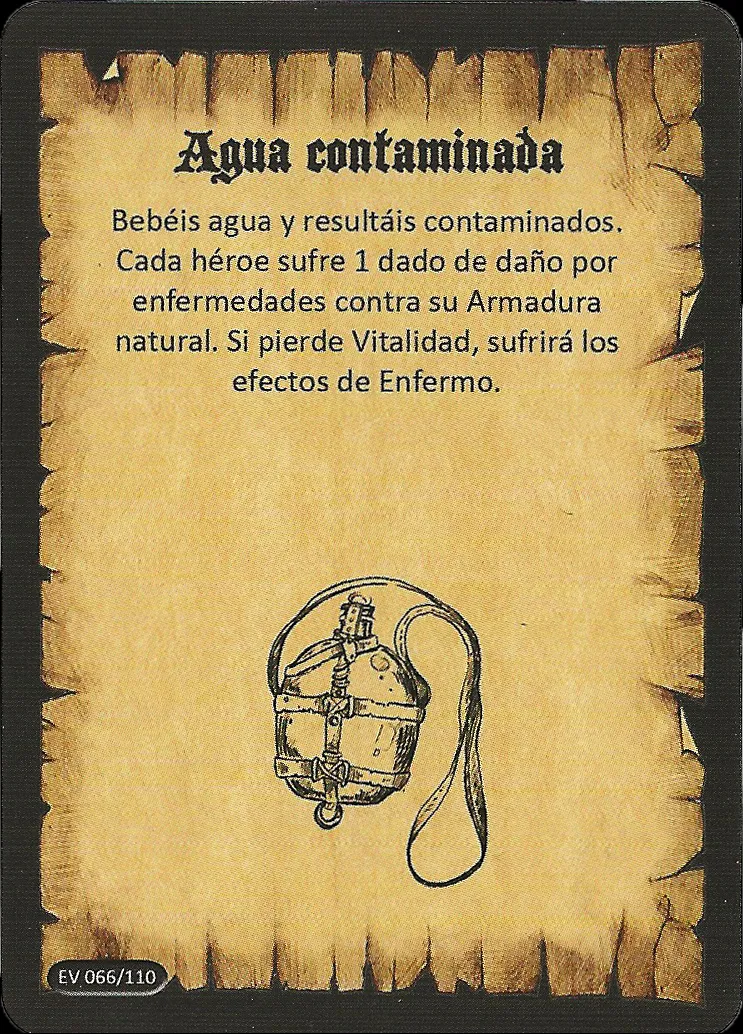 Agua contaminada
Bebéis agua y resultáis contaminados.
Cada héroe sufre 1 dado de daño por
enfermedades contra su Armadura
natural. Si pierde Vitalidad, sufrirá los
efectos de Enfermo.
EV 066/110